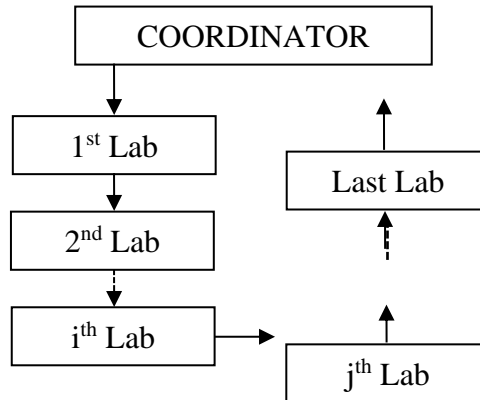 COORDINATOR
1st Lab
2nd Lab
ith Lab
jth Lab
Last Lab